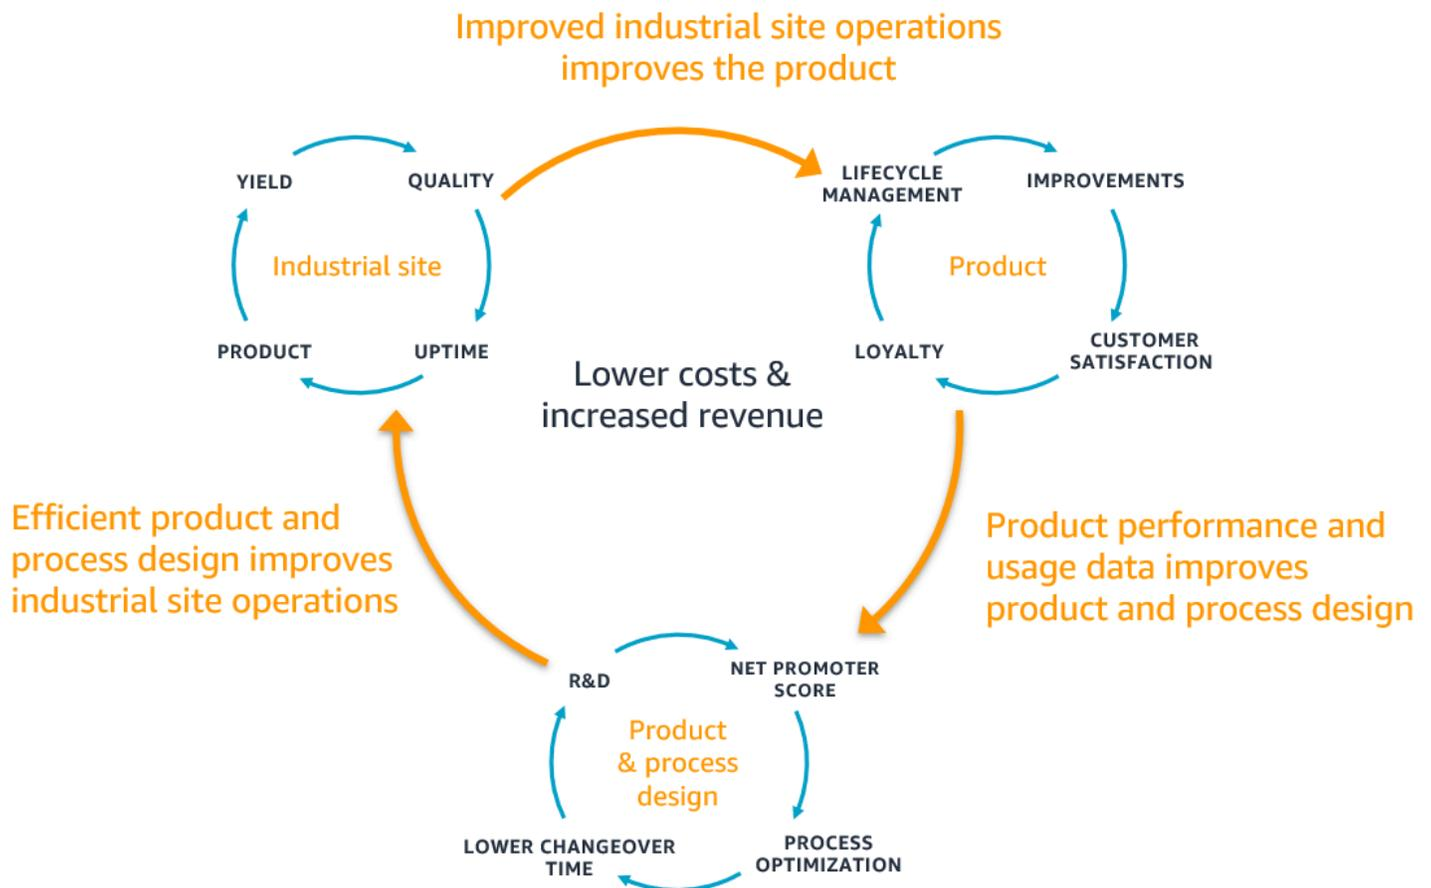 Improved industrial site operations
improves the product
YIELD
QUALITY
Industrial site
PRODUCT
UPTIME
LIFECYCLE
MANAGEMENT
IMPROVEMENTS
Product
LOYALTY
CUSTOMER
SATISFACTION
Lower costs &
increased revenue
Efficient product and
process design improves
industrial site operations
Product performance and
usage data improves
product and process design
R&D
NET PROMOTER
SCORE
Product
& process
design
LOWER CHANGEOVER
TIME
PROCESS
OPTIMIZATION